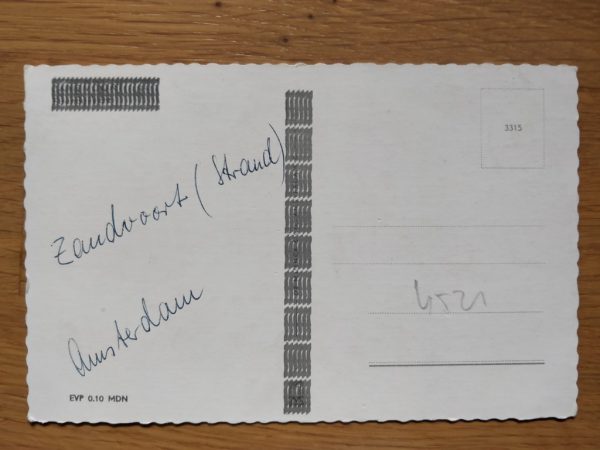 3315
Zandvoort (Strand)
Amsterdam
4521
EVP 0.10 MDN